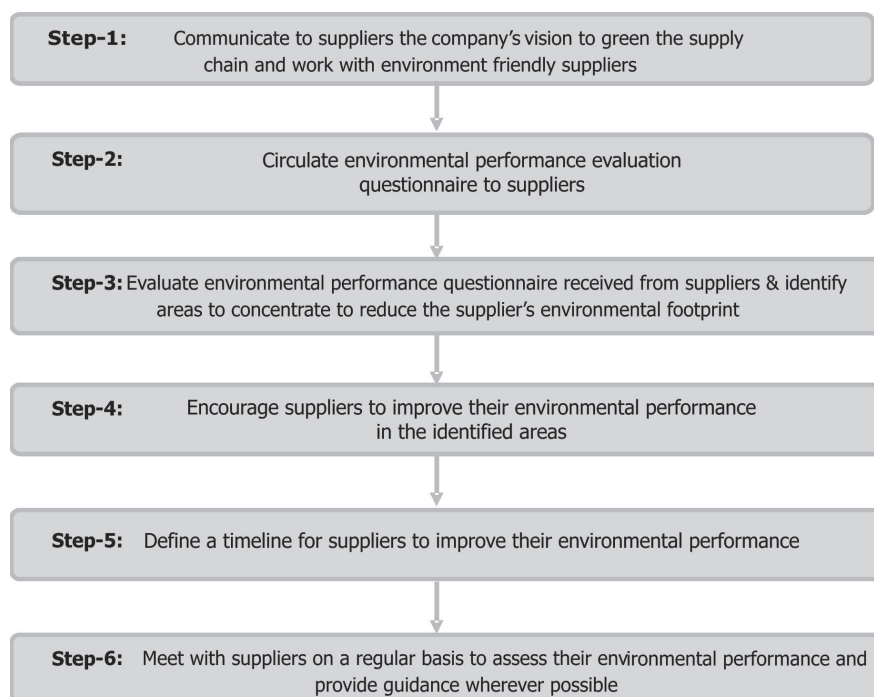 Step-1: Communicate to suppliers the company's vision to green the supply
chain and work with environment friendly suppliers
Step-2: Circulate environmental performance evaluation
questionnaire to suppliers
Step-3: Evaluate environmental performance questionnaire received from suppliers & identify
areas to concentrate to reduce the supplier's environmental footprint
Step-4: Encourage suppliers to improve their environmental performance
in the identified areas
Step-5: Define a timeline for suppliers to improve their environmental performance
Step-6: Meet with suppliers on a regular basis to assess their environmental performance and
provide guidance wherever possible